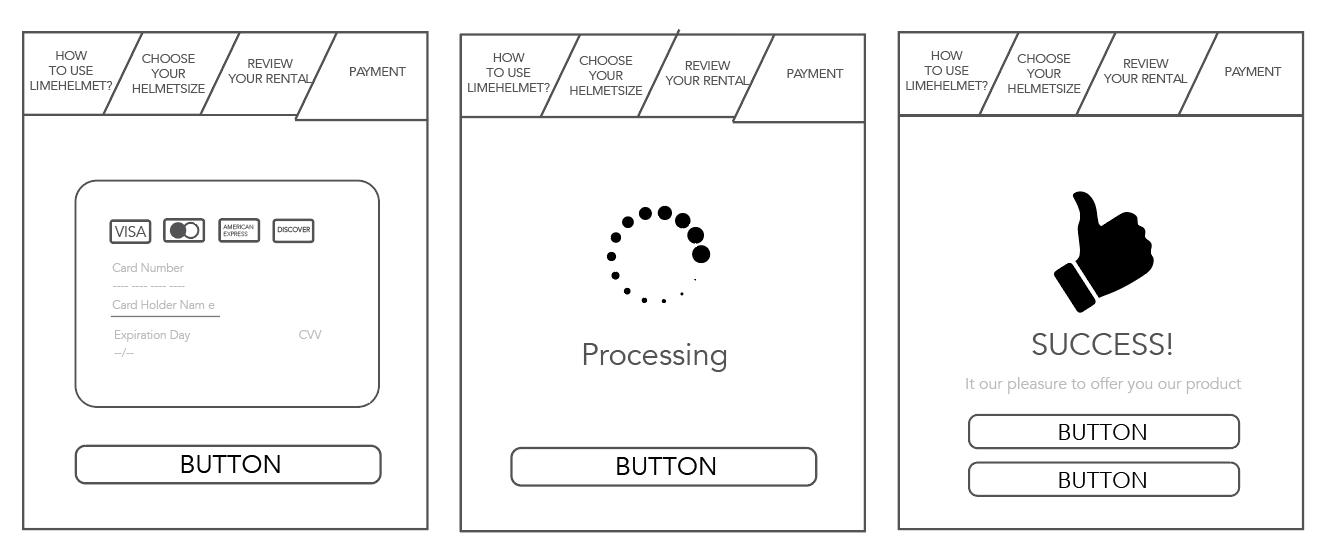 HOW
TO USE
LIMEHELMET?
CHOOSE
YOUR
HELMETSIZE
REVIEW
YOUR RENTAL
PAYMENT
VISA
AMERICAN
EXPRESS
DISCOVER
Card Number
---- ---- ---- ----
Card Holder Nam e
Expiration Day
CVV
--/--
BUTTON
HOW
TO USE
LIMEHELMET?
CHOOSE
YOUR
HELMETSIZE
REVIEW
YOUR RENTAL
PAYMENT
Processing
BUTTON
HOW
TO USE
LIMEHELMET?
CHOOSE
YOUR
HELMETSIZE
REVIEW
YOUR RENTAL
PAYMENT
SUCCESS!
It our pleasure to offer you our product
BUTTON
BUTTON